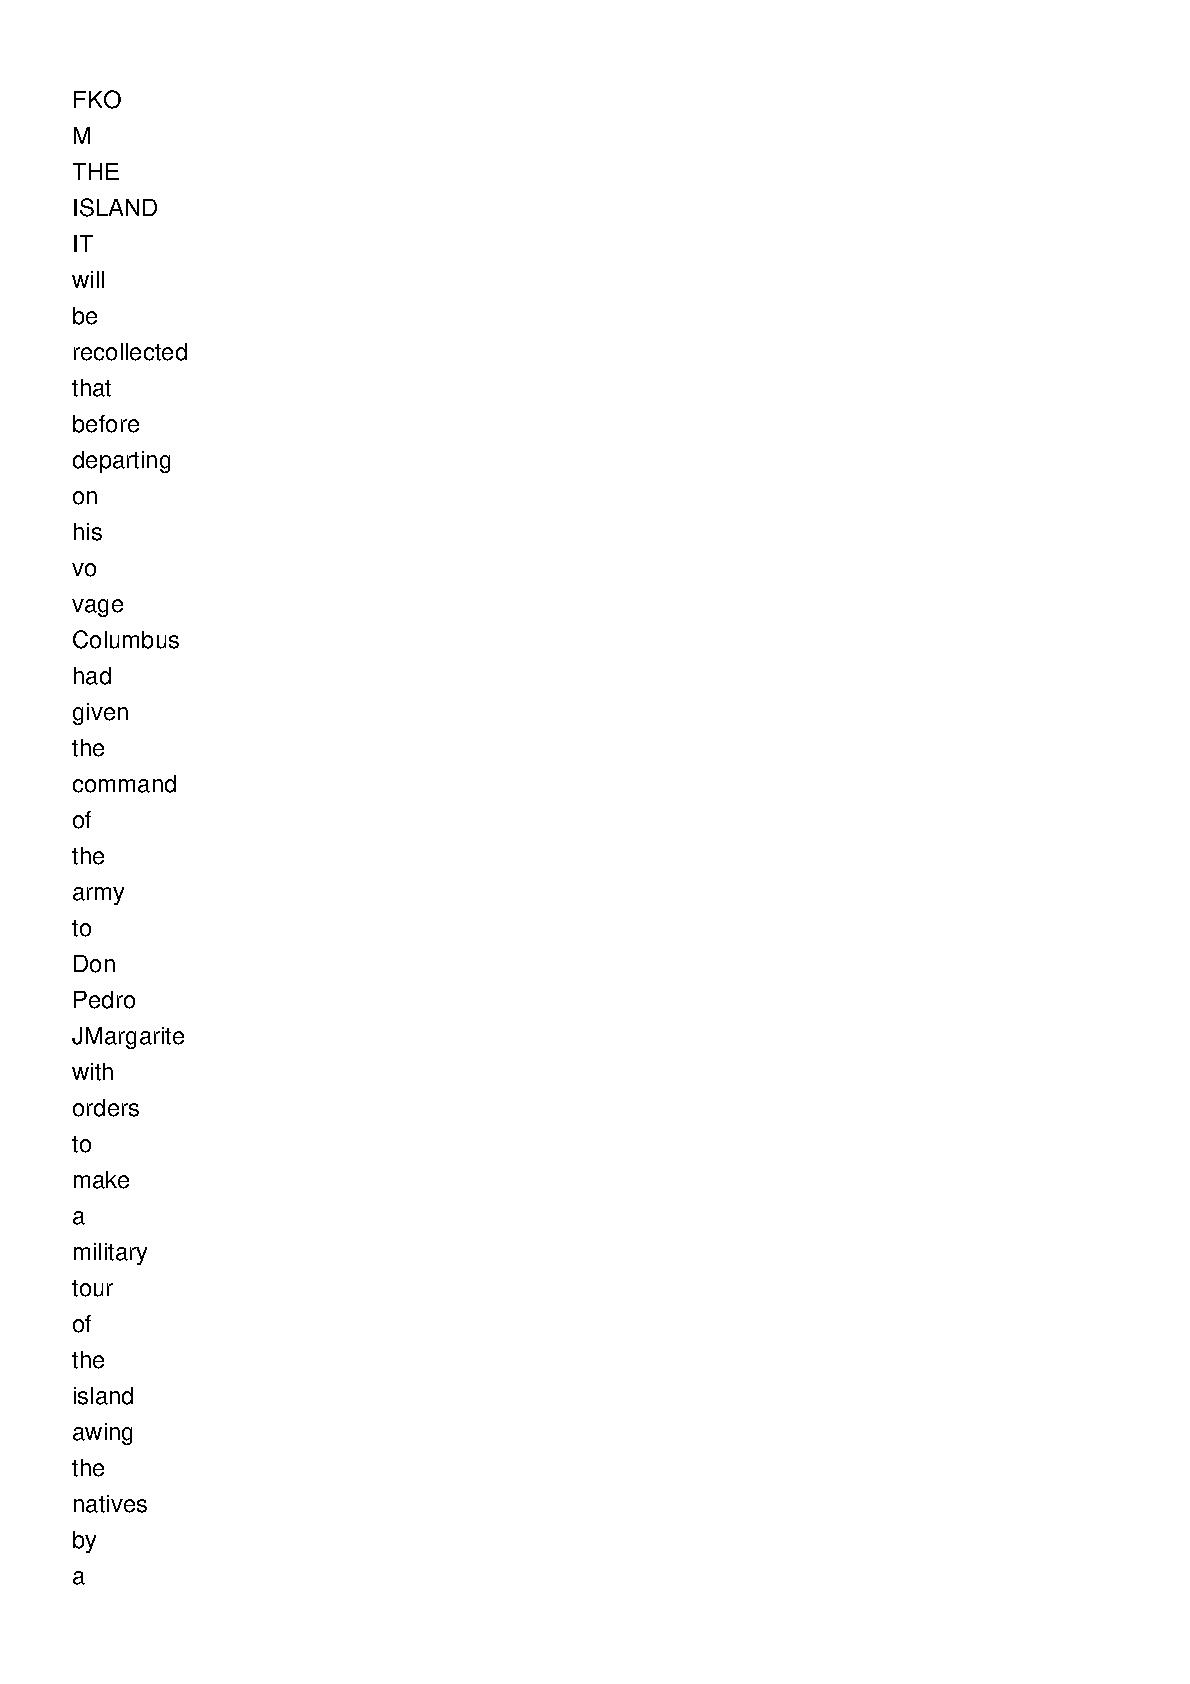 FKO
M
THE
ISLAND
IT
will
be
recollected
that
before
departing
on
his
vo
vage
Columbus
had
given
the
command
of
the
army
to
Don
Pedro
JMargarite
with
orders
to
make
a
military
tour
of
the
island
awing
the
natives
by
a